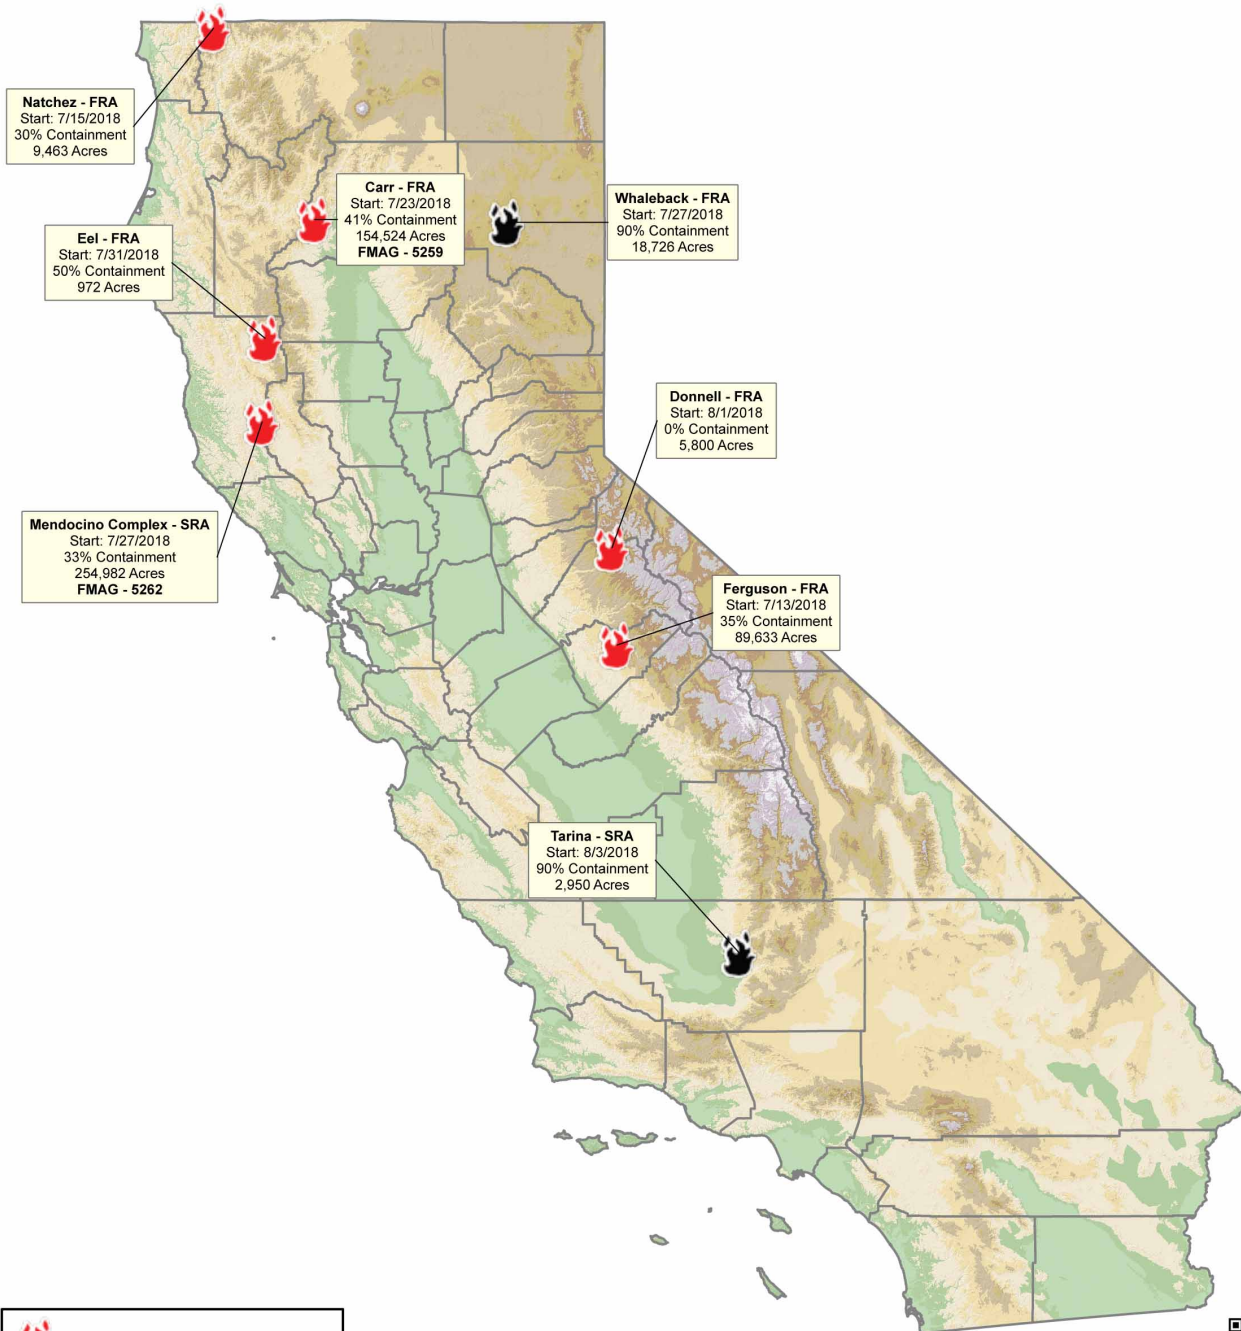 Natchez - FRA
Start: 7/15/2018
30% Containment
9,463 Acres
Carr - FRA
Start: 7/23/2018
41% Containment
154,524 Acres
FMAG - 5259
Whaleback - FRA
Start: 7/27/2018
90% Containment
18,726 Acres
Eel - FRA
Start: 7/31/2018
50% Containment
972 Acres
Donnell - FRA
Start: 8/1/2018
0% Containment
5,800 Acres
Mendocino Complex - SRA
Start: 7/27/2018
33% Containment
254,982 Acres
FMAG - 5262
Ferguson - FRA
Start: 7/13/2018
35% Containment
89,633 Acres
Tarina - SRA
Start: 8/3/2018
90% Containment
2,950 Acres